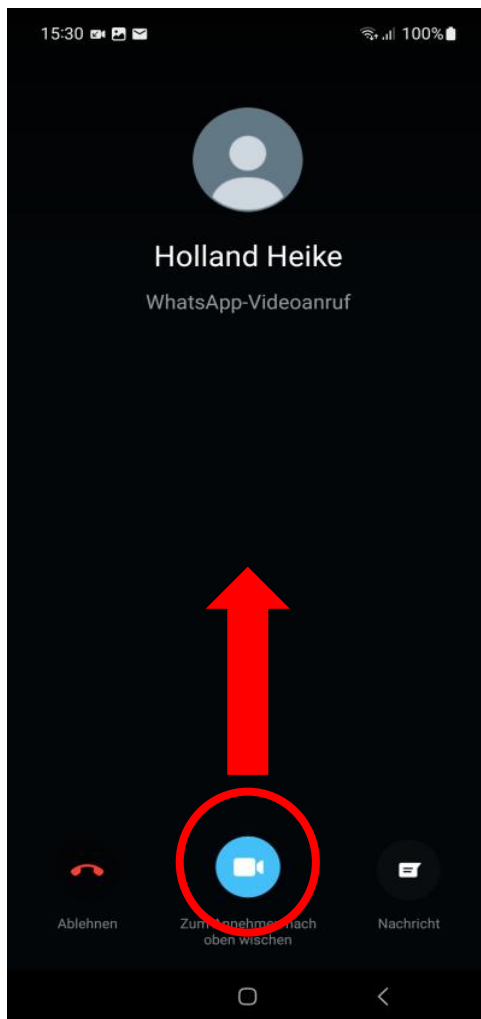 15:30 100%
Holland Heike
WhatsApp-Videoanruf
Ablehnen Zum Annehmen nach Nachricht
oben wischen